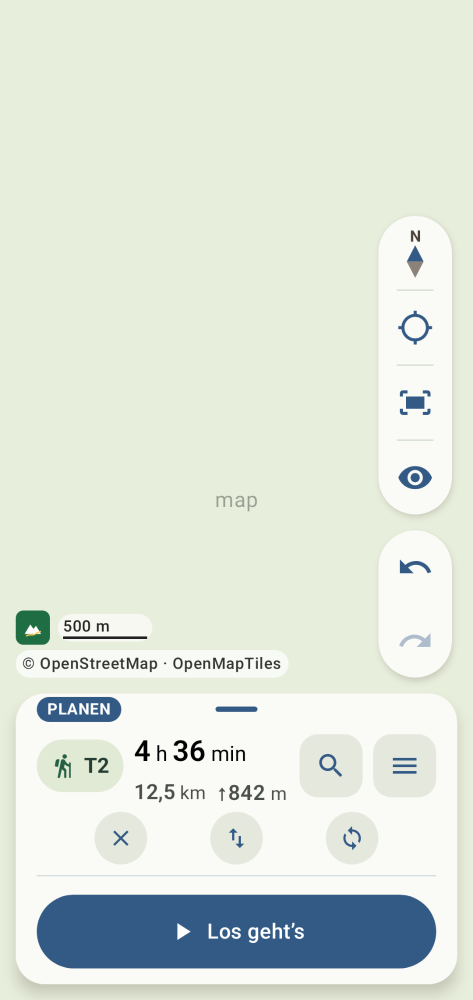 N
map
500 m
© OpenStreetMap · OpenMapTiles
PLANEN
T2
4 h 36 min
12,5 km ↑842 m
Los geht’s